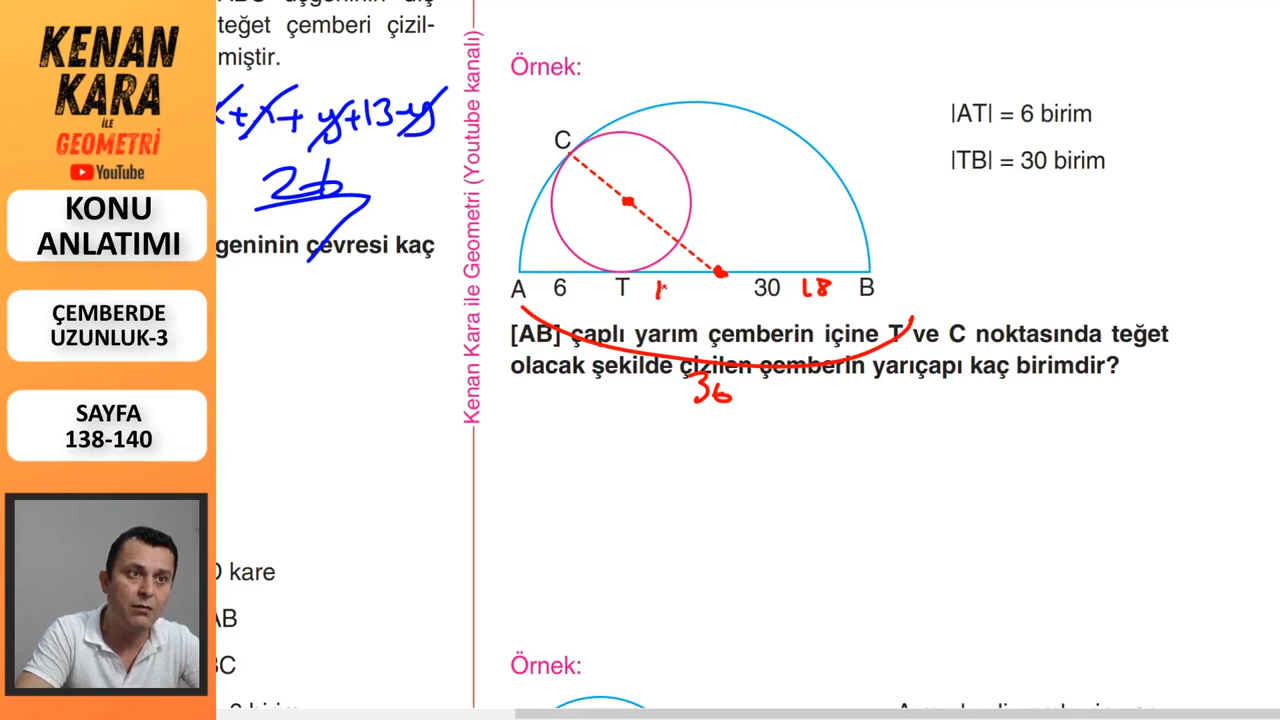 KENAN
KARA
İLE
GEOMETRİ
YouTube
KONU
ANLATIMI
ÇEMBERDE
UZUNLUK-3
SAYFA
138-140
teğet çemberi çizil-
miştir.
x+x+ y+13-y
26
geninin çevresi kaç
kare
AB
BC
Kenan Kara ile Geometri (Youtube kanalı)
Örnek:
C
|AT| = 6 birim
|TB| = 30 birim
A 6 T 30 18 B
[AB] çaplı yarım çemberin içine T ve C noktasında teğet
olacak şekilde çizilen çemberin yarıçapı kaç birimdir?
36
Örnek: